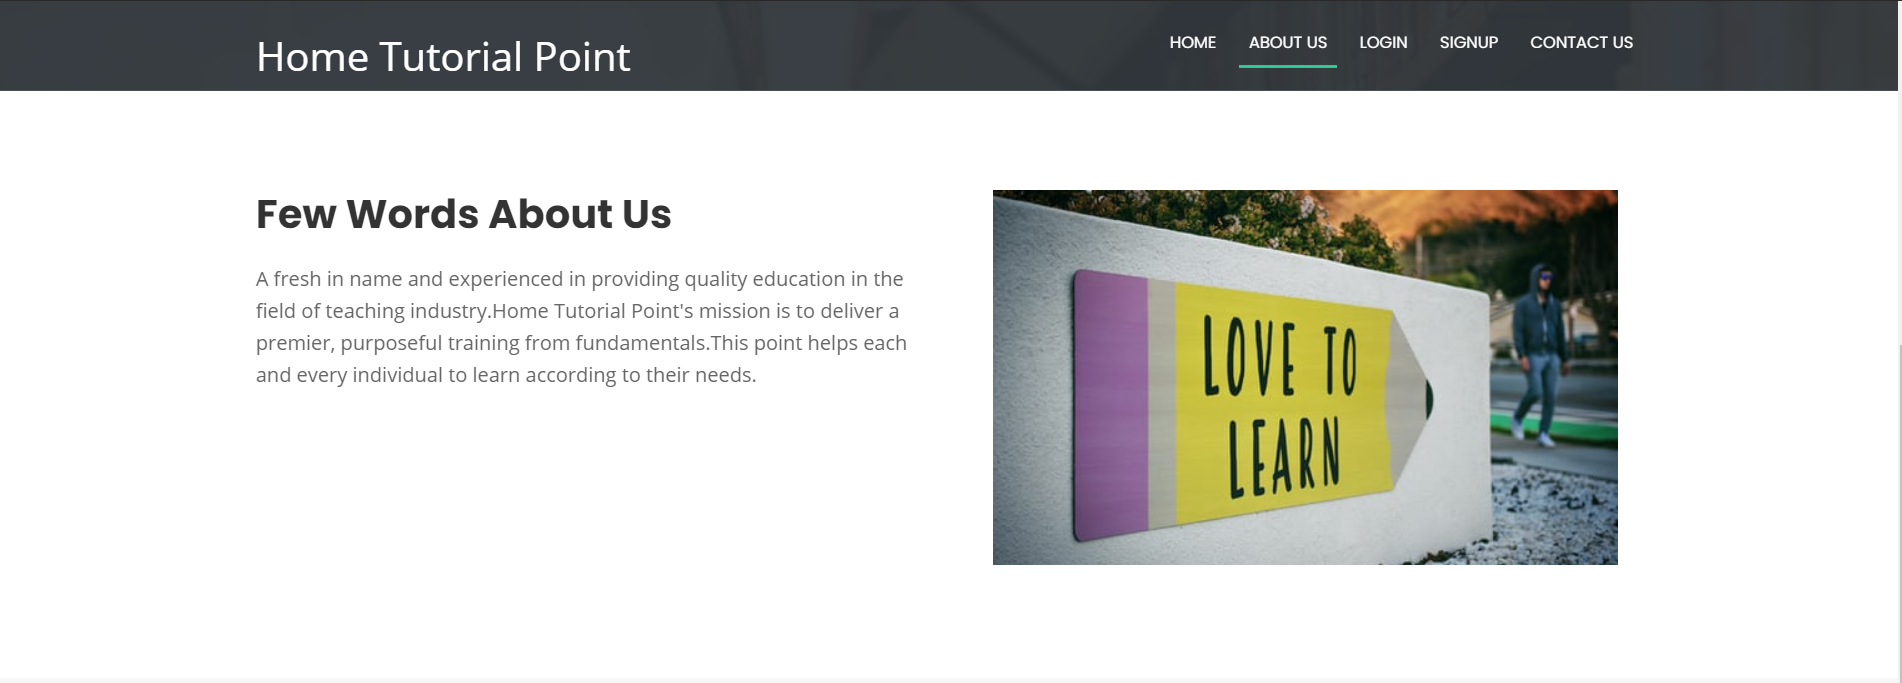 Home Tutorial Point
HOME ABOUT US LOGIN SIGNUP CONTACT US
Few Words About Us
A fresh in name and experienced in providing quality education in the
field of teaching industry.Home Tutorial Point's mission is to deliver a
premier, purposeful training from fundamentals.This point helps each
and every individual to learn according to their needs.
LOVE TO
LEARN